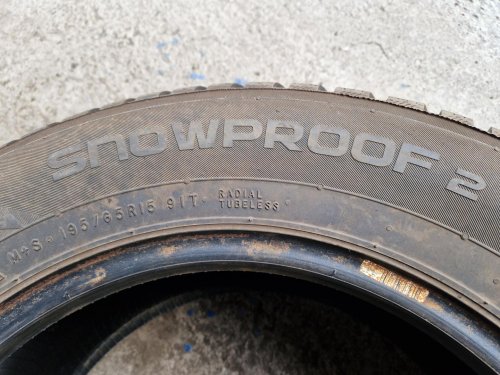 SNOWPROOF 2
M+S 195/65R15 91T RADIAL
TUBELESS